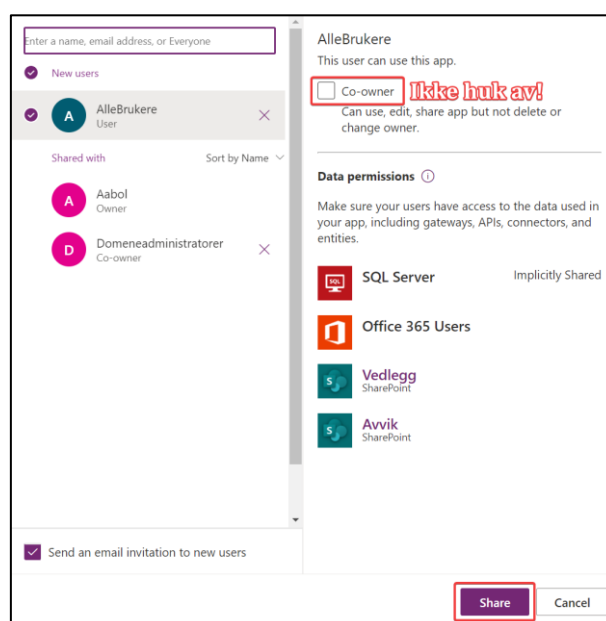 Enter a name, email address, or Everyone
New users
A
AlleBrukere
User
Shared with
Sort by Name
A
Aabol
Owner
D
Domeneadministratorer
Co-owner
Send an email invitation to new users
AlleBrukere
This user can use this app.
Co-owner
Ikke huk av!
Can use, edit, share app but not delete or
change owner.
Data permissions
Make sure your users have access to the data used in
your app, including gateways, APIs, connectors, and
entities.
SQL
SQL Server
Implicitly Shared
Office 365 Users
S
Vedlegg
SharePoint
S
Avvik
SharePoint
Share
Cancel